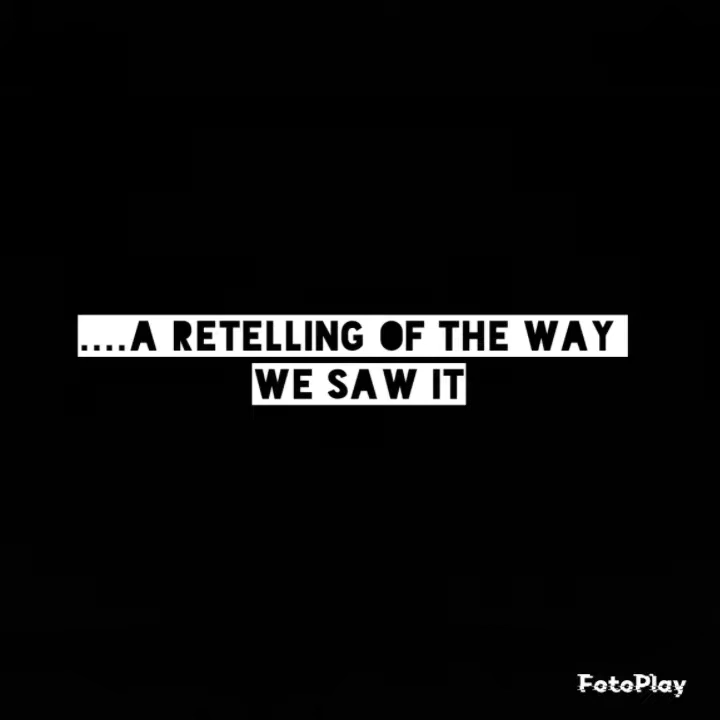 ....A RETELLING OF THE WAY
WE SAW IT
FotoPlay